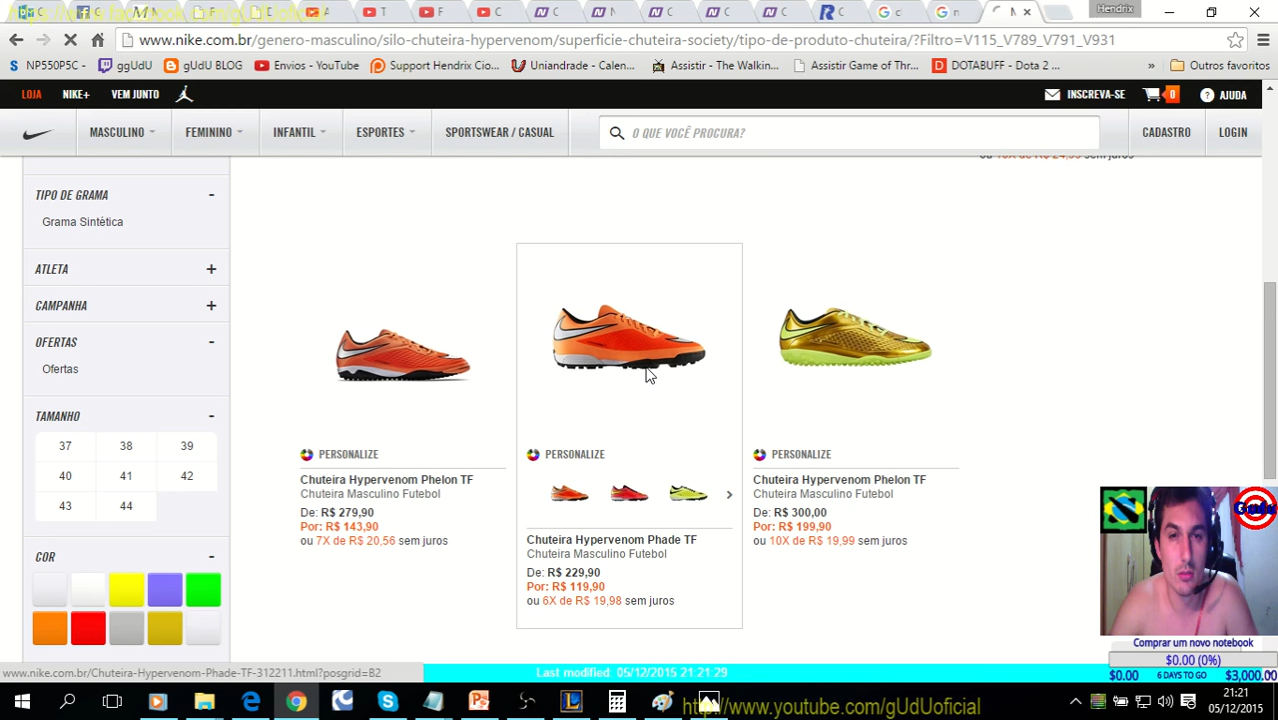 Hendrix
www.nike.com.br/genero-masculino/silo-chuteira-hypervenom/superficie-chuteira-society/tipo-de-produto-chuteira/?Filtro=V115_V789_V791_V931
NP550P5C - ggUdU gUdU BLOG Envios - YouTube Support Hendrix Cio... Uniandrade - Calen... Assistir - The Walkin... Assistir Game of Thr... DOTABUFF - Dota 2 ... » Outros favoritos
LOJA NIKE+ VEM JUNTO INSCREVA-SE 0 AJUDA
MASCULINO FEMININO INFANTIL ESPORTES SPORTSWEAR / CASUAL O QUE VOCÊ PROCURA? CADASTRO LOGIN
TIPO DE GRAMA -
Grama Sintética
ATLETA +
CAMPANHA +
OFERTAS -
Ofertas
TAMANHO -
37 38 39
40 41 42
43 44
COR -
PERSONALIZE
Chuteira Hypervenom Phelon TF
Chuteira Masculino Futebol
De: R$ 279,90
Por: R$ 143,90
ou 7X de R$ 20,56 sem juros
PERSONALIZE
Chuteira Hypervenom Phade TF
Chuteira Masculino Futebol
De: R$ 229,90
Por: R$ 119,90
ou 6X de R$ 19,98 sem juros
PERSONALIZE
Chuteira Hypervenom Phelon TF
Chuteira Masculino Futebol
De: R$ 300,00
Por: R$ 199,90
ou 10X de R$ 19,99 sem juros
Comprar um novo notebook
$0.00 (0%)
$0.00 6 DAYS TO GO $3,000.00
www.nike.com.br/Chuteira-Hypervenom-Phade-TF-312211.html?posgrid=B2
Last modified: 05/12/2015 21:21:29
http://www.youtube.com/gUdUoficial
21:21
05/12/2015